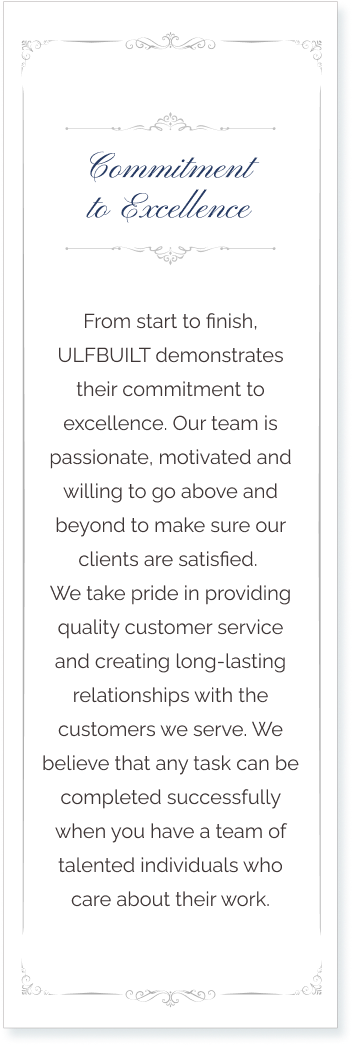 Commitment
to Excellence
From start to finish,
ULFBUILT demonstrates
their commitment to
excellence. Our team is
passionate, motivated and
willing to go above and
beyond to make sure our
clients are satisfied.
We take pride in providing
quality customer service
and creating long-lasting
relationships with the
customers we serve. We
believe that any task can be
completed successfully
when you have a team of
talented individuals who
care about their work.